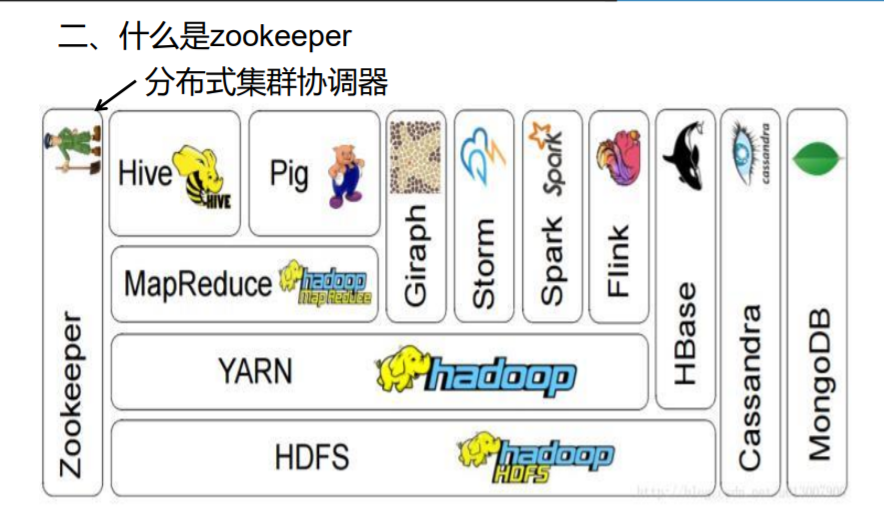 二、什么是zookeeper
分布式集群协调器
Zookeeper
Hive
HIVE
Pig
Giraph
Storm
Spark
Spark
Flink
HBase
cassandra
Cassandra
MongoDB
MapReduce
hadoop
Map Reduce
YARN
hadoop
HDFS
hadoop
HDFS